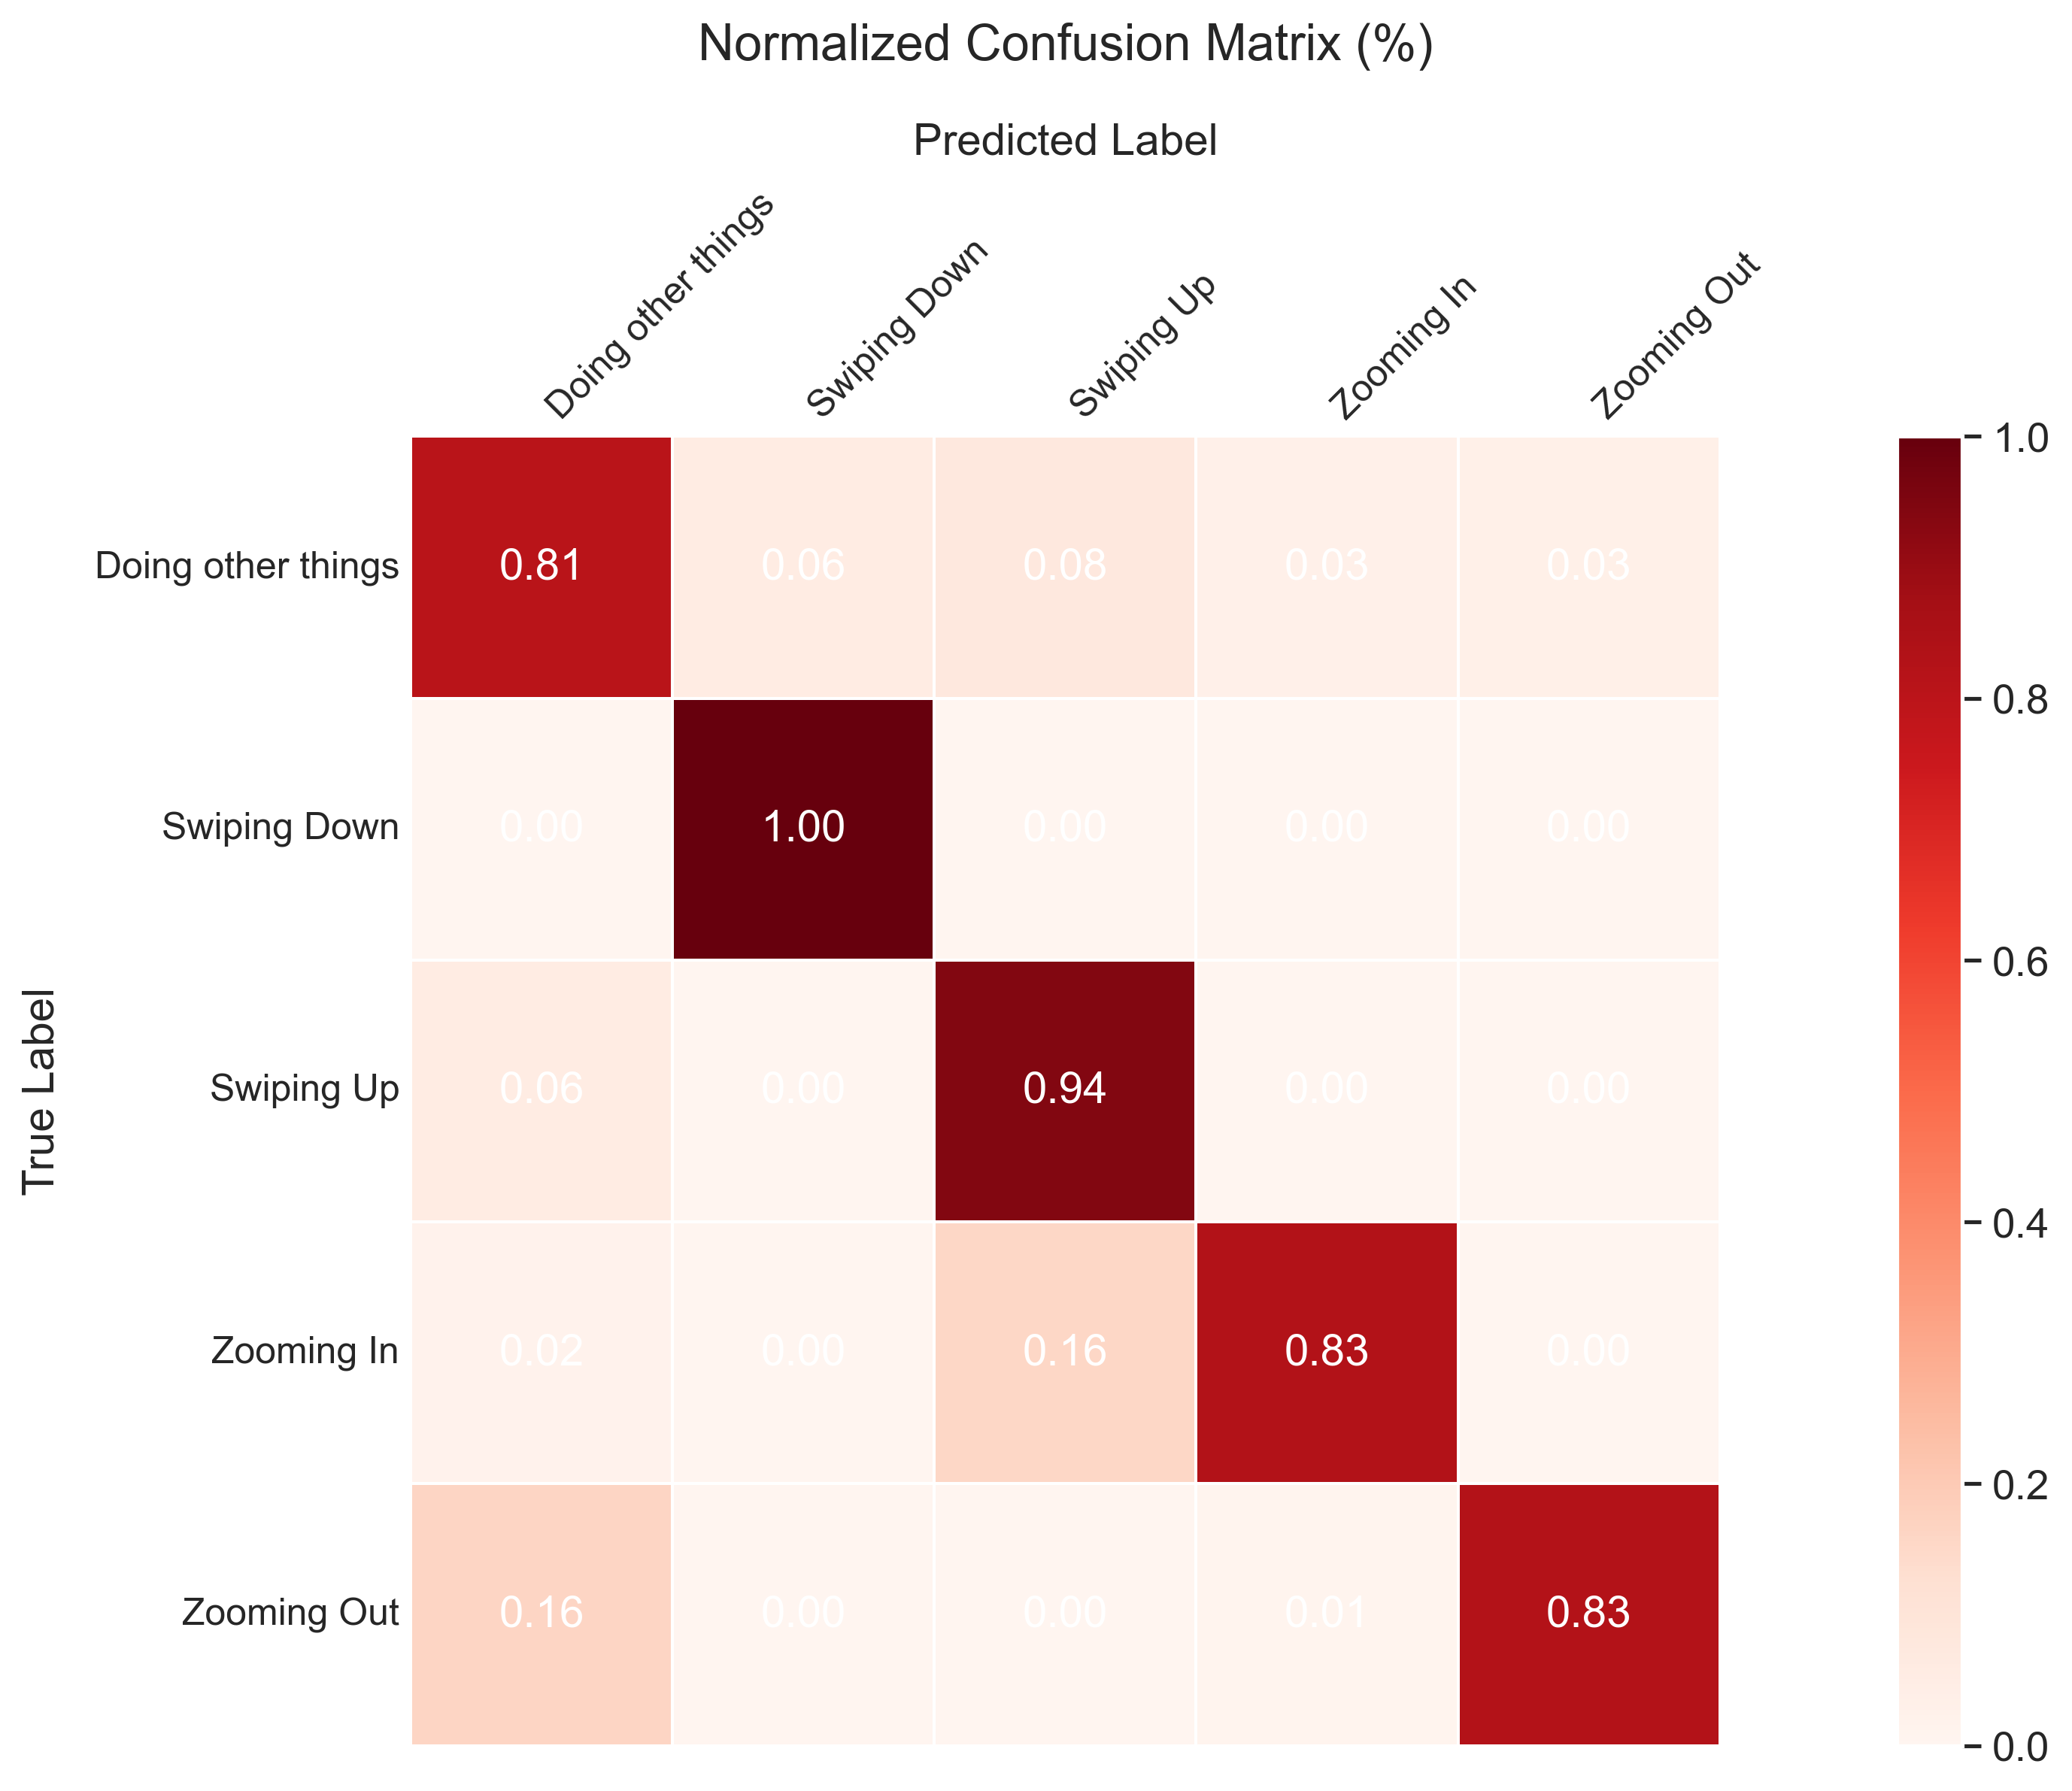 Normalized Confusion Matrix (%)
Predicted Label
Doing other things
Swiping Down
Swiping Up
Zooming In
Zooming Out
True Label
Doing other things
0.81 0.06 0.08 0.03 0.03
Swiping Down
0.00 1.00 0.00 0.00 0.00
Swiping Up
0.06 0.00 0.94 0.00 0.00
Zooming In
0.02 0.00 0.16 0.83 0.00
Zooming Out
0.16 0.00 0.00 0.01 0.83
1.0
0.8
0.6
0.4
0.2
0.0